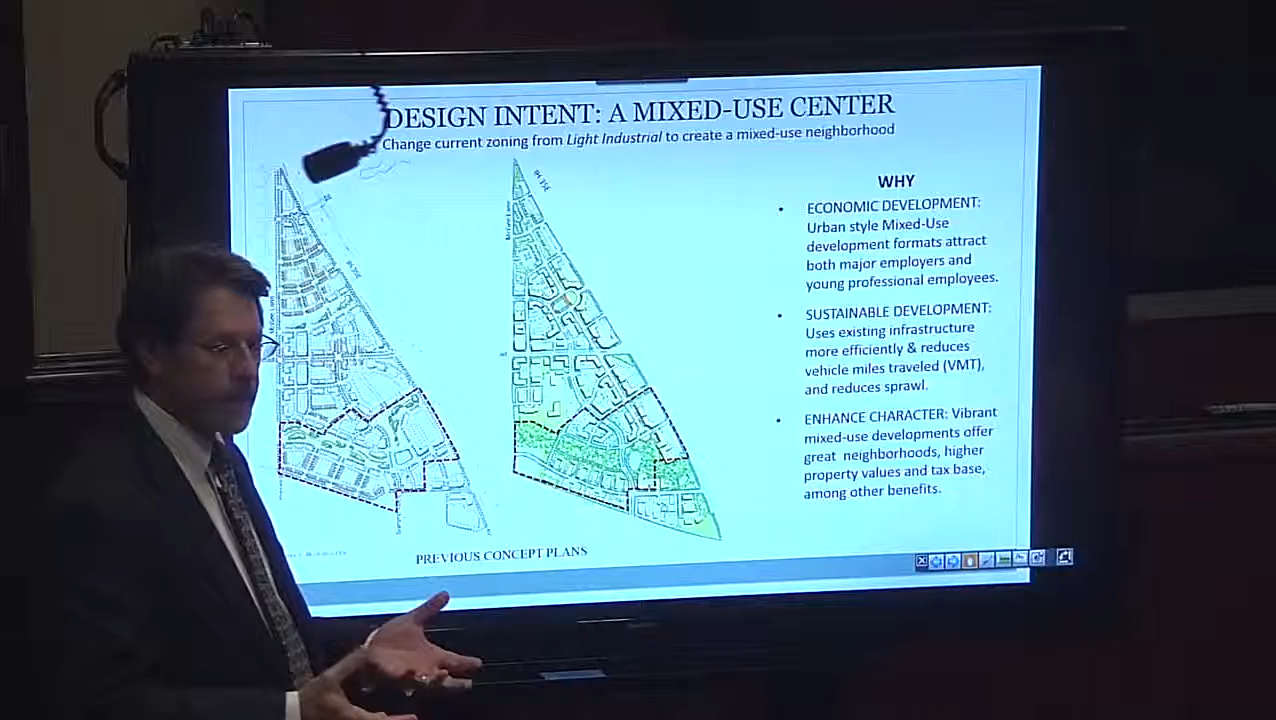 DESIGN INTENT: A MIXED-USE CENTER
Change current zoning from Light Industrial to create a mixed-use neighborhood
WHY
• ECONOMIC DEVELOPMENT:
Urban style Mixed-Use
development formats attract
both major employers and
young professional employees.
• SUSTAINABLE DEVELOPMENT:
Uses existing infrastructure
more efficiently & reduces
vehicle miles traveled (VMT),
and reduces sprawl.
• ENHANCE CHARACTER: Vibrant
mixed-use developments offer
great neighborhoods, higher
property values and tax base,
among other benefits.
PREVIOUS CONCEPT PLANS